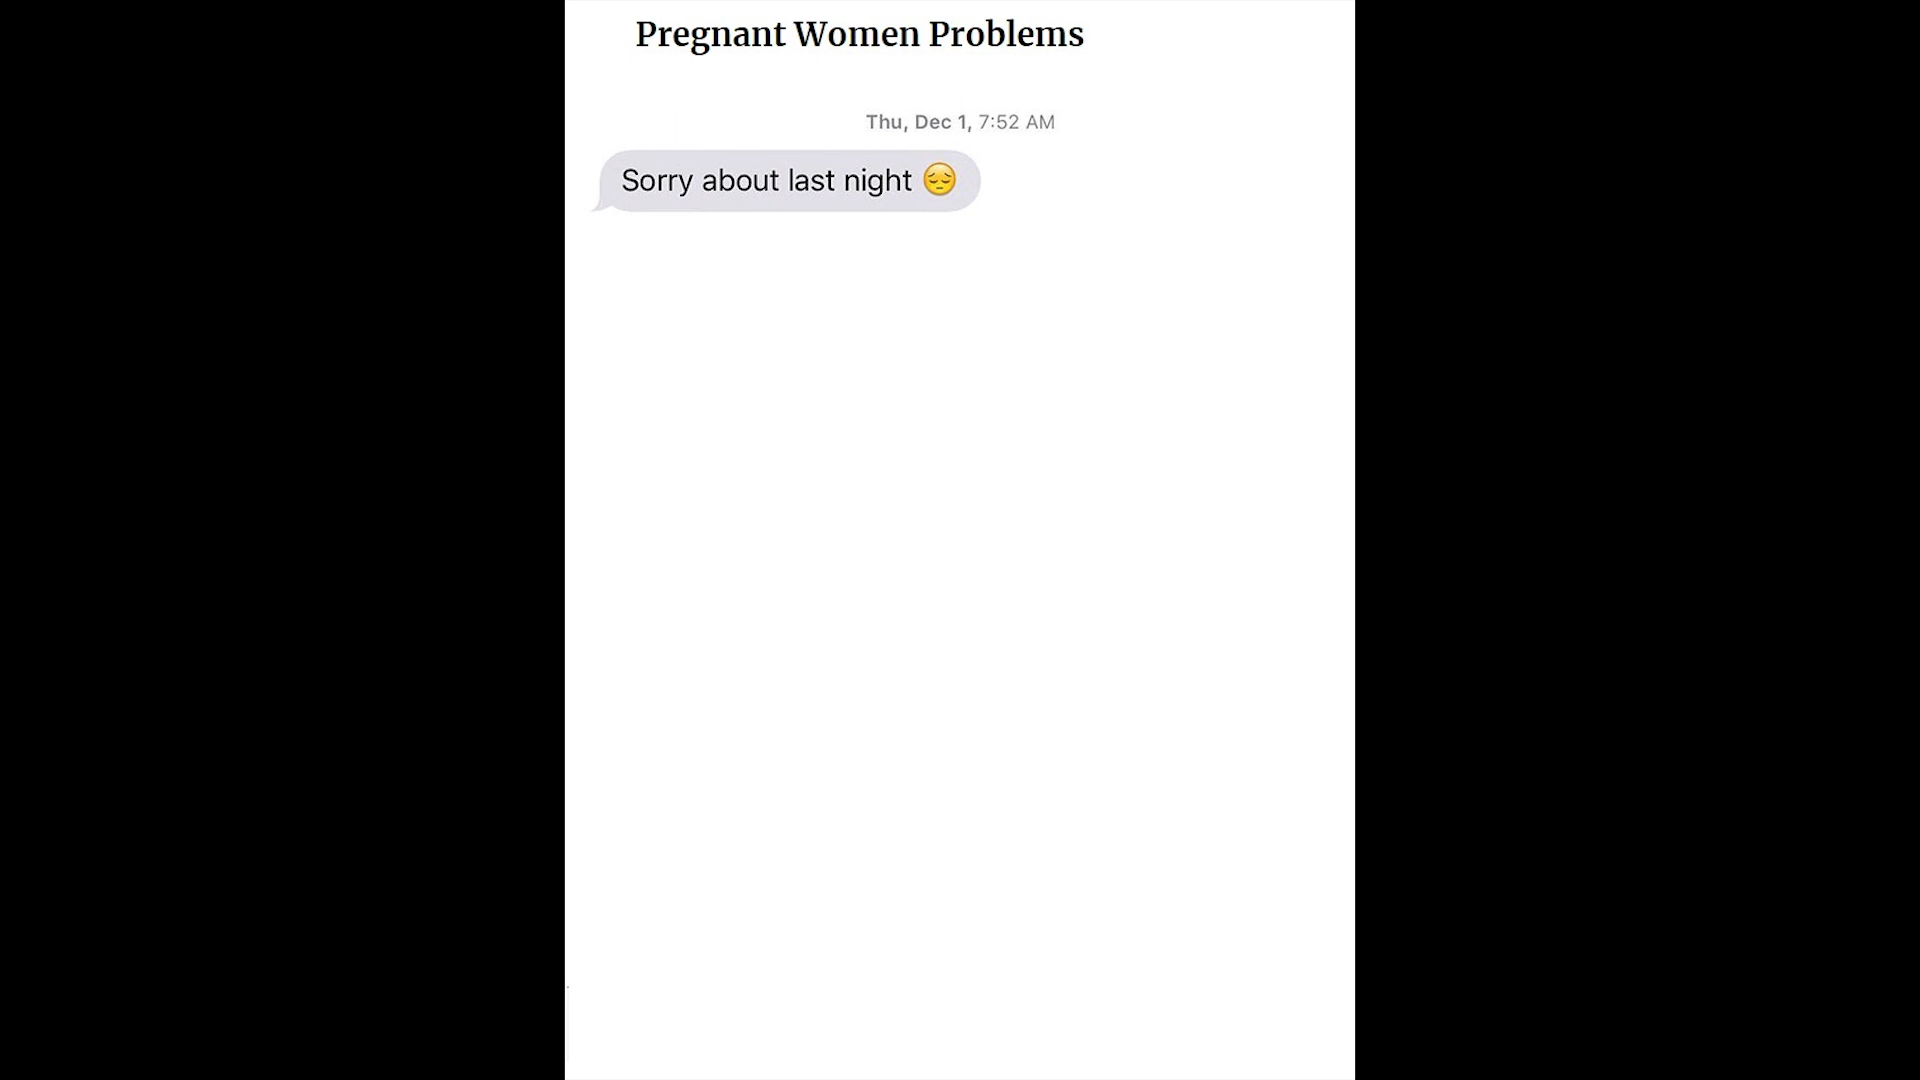 Pregnant Women Problems
Thu, Dec 1, 7:52 AM
Sorry about last night 😔